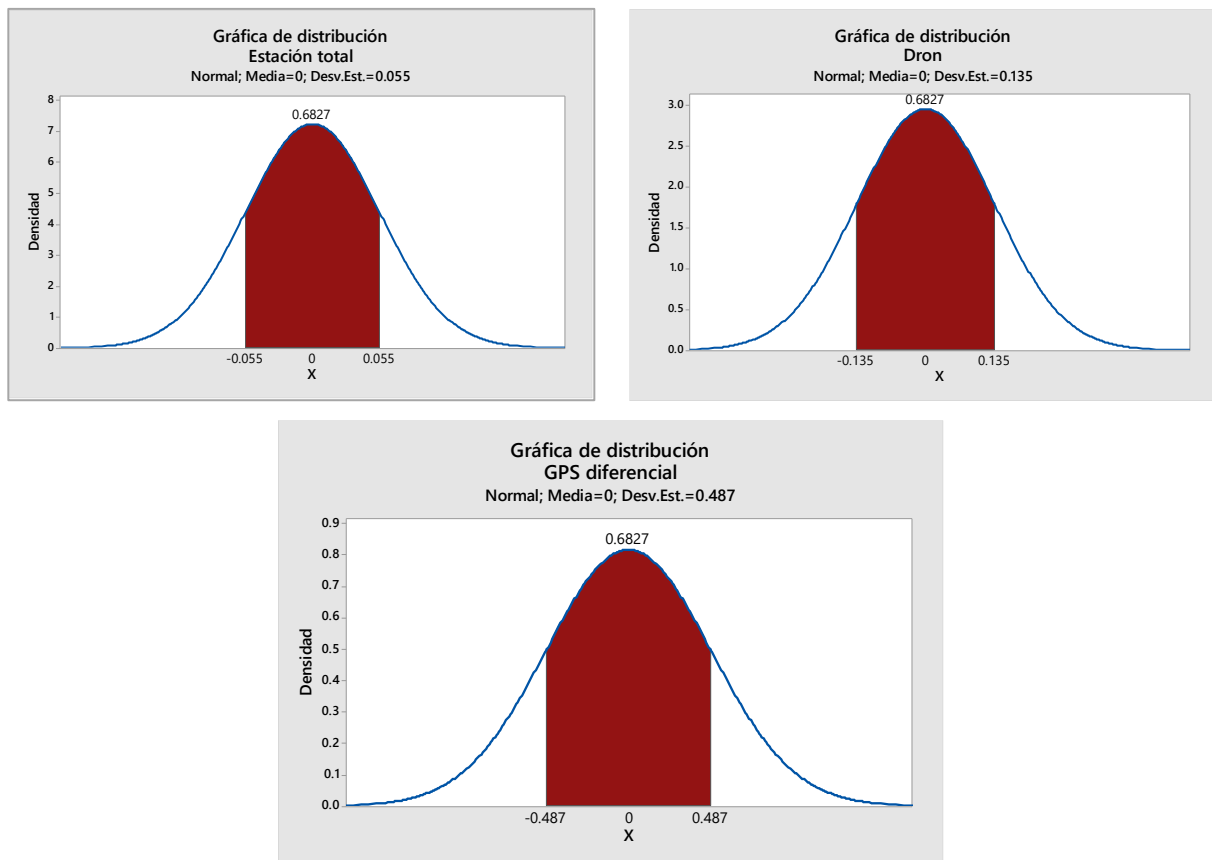 Gráfica de distribución
Estación total
Normal; Media=0; Desv.Est.=0.055
0.6827
8
7
6
5
4
3
2
1
0
Densidad
-0.055 0 0.055
X
Gráfica de distribución
Dron
Normal; Media=0; Desv.Est.=0.135
0.6827
3.0
2.5
2.0
1.5
1.0
0.5
0.0
Densidad
-0.135 0 0.135
X
Gráfica de distribución
GPS diferencial
Normal; Media=0; Desv.Est.=0.487
0.6827
0.9
0.8
0.7
0.6
0.5
0.4
0.3
0.2
0.1
0.0
Densidad
-0.487 0 0.487
X